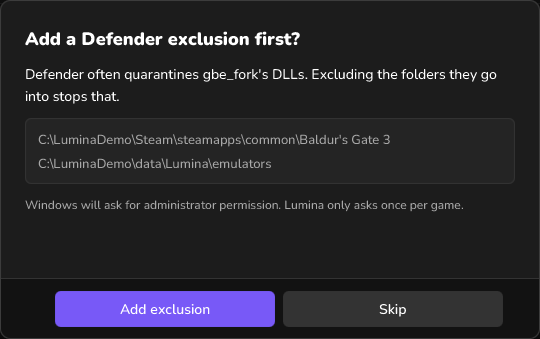 Add a Defender exclusion first?
Defender often quarantines gbe_fork's DLLs. Excluding the folders they go
into stops that.
C:\LuminaDemo\Steam\steamapps\common\Baldur's Gate 3
C:\LuminaDemo\data\Lumina\emulators
Windows will ask for administrator permission. Lumina only asks once per game.
Add exclusion
Skip